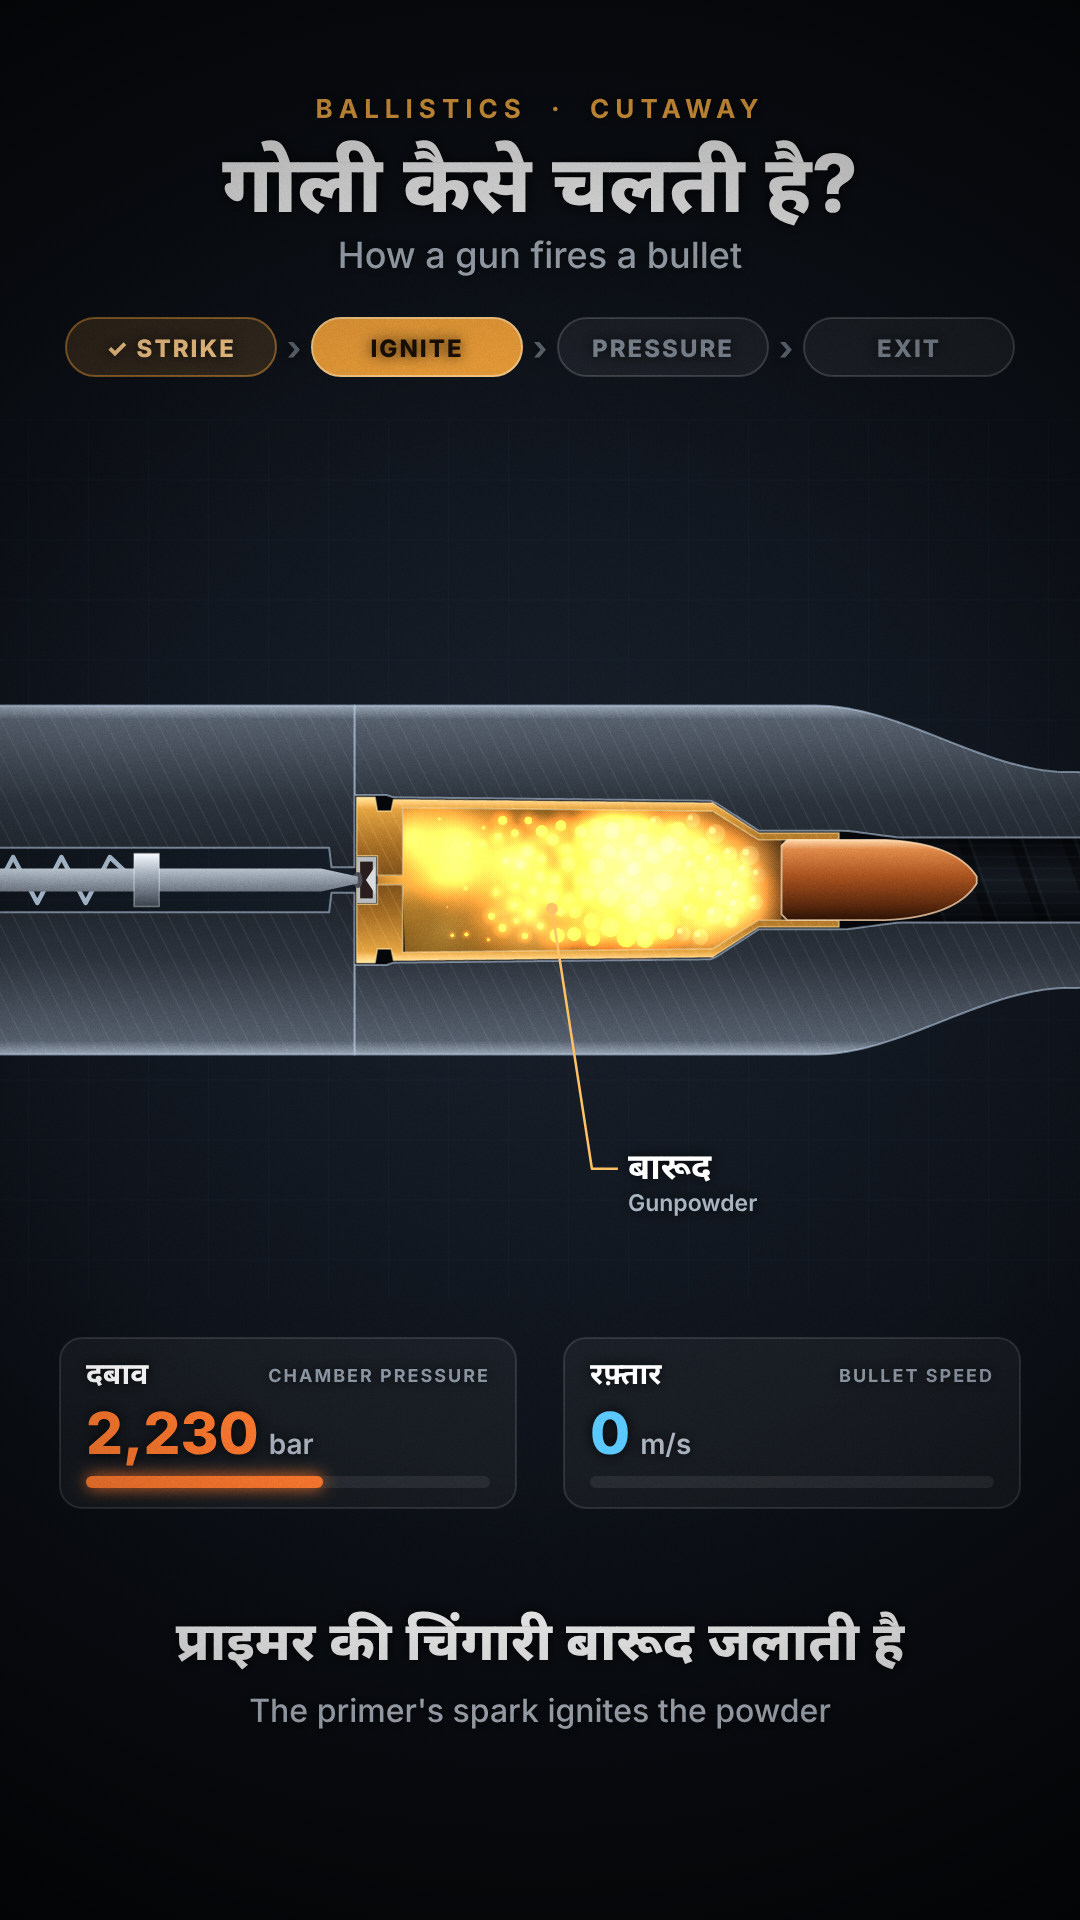 BALLISTICS · CUTAWAY
गोली कैसे चलती है?
How a gun fires a bullet
✓ STRIKE › IGNITE › PRESSURE › EXIT
बारूद
Gunpowder
दबाव CHAMBER PRESSURE
2,230 bar
रफ़्तार BULLET SPEED
0 m/s
प्राइमर की चिंगारी बारूद जलाती है
The primer's spark ignites the powder